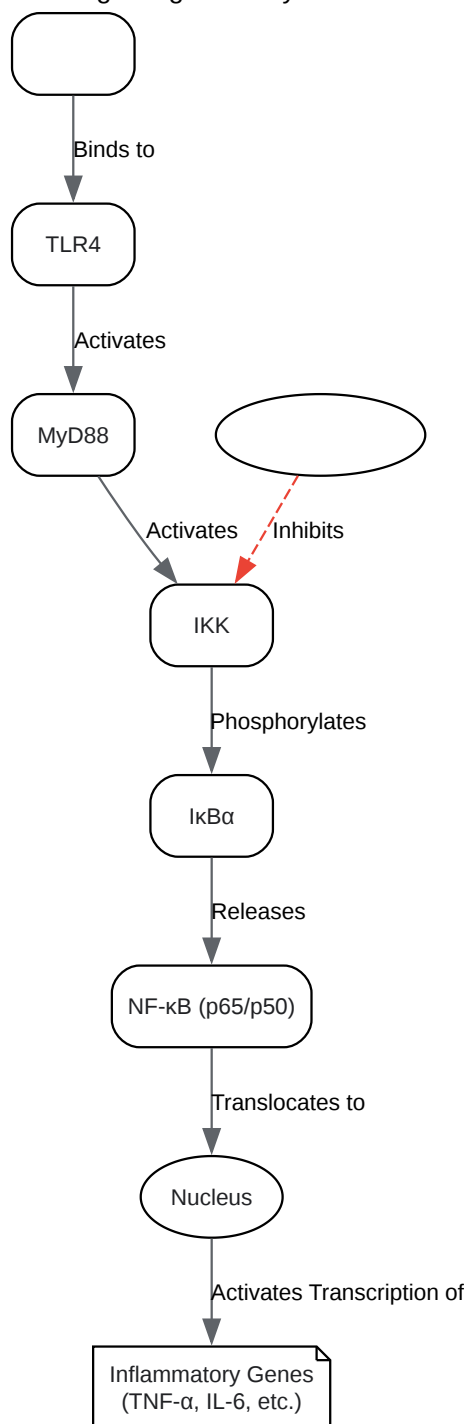 Binds to
TLR4
Activates
MyD88
Activates
Inhibits
IKK
Phosphorylates
IκBα
Releases
NF-κB (p65/p50)
Translocates to
Nucleus
Activates Transcription of
Inflammatory Genes
(TNF-α, IL-6, etc.)